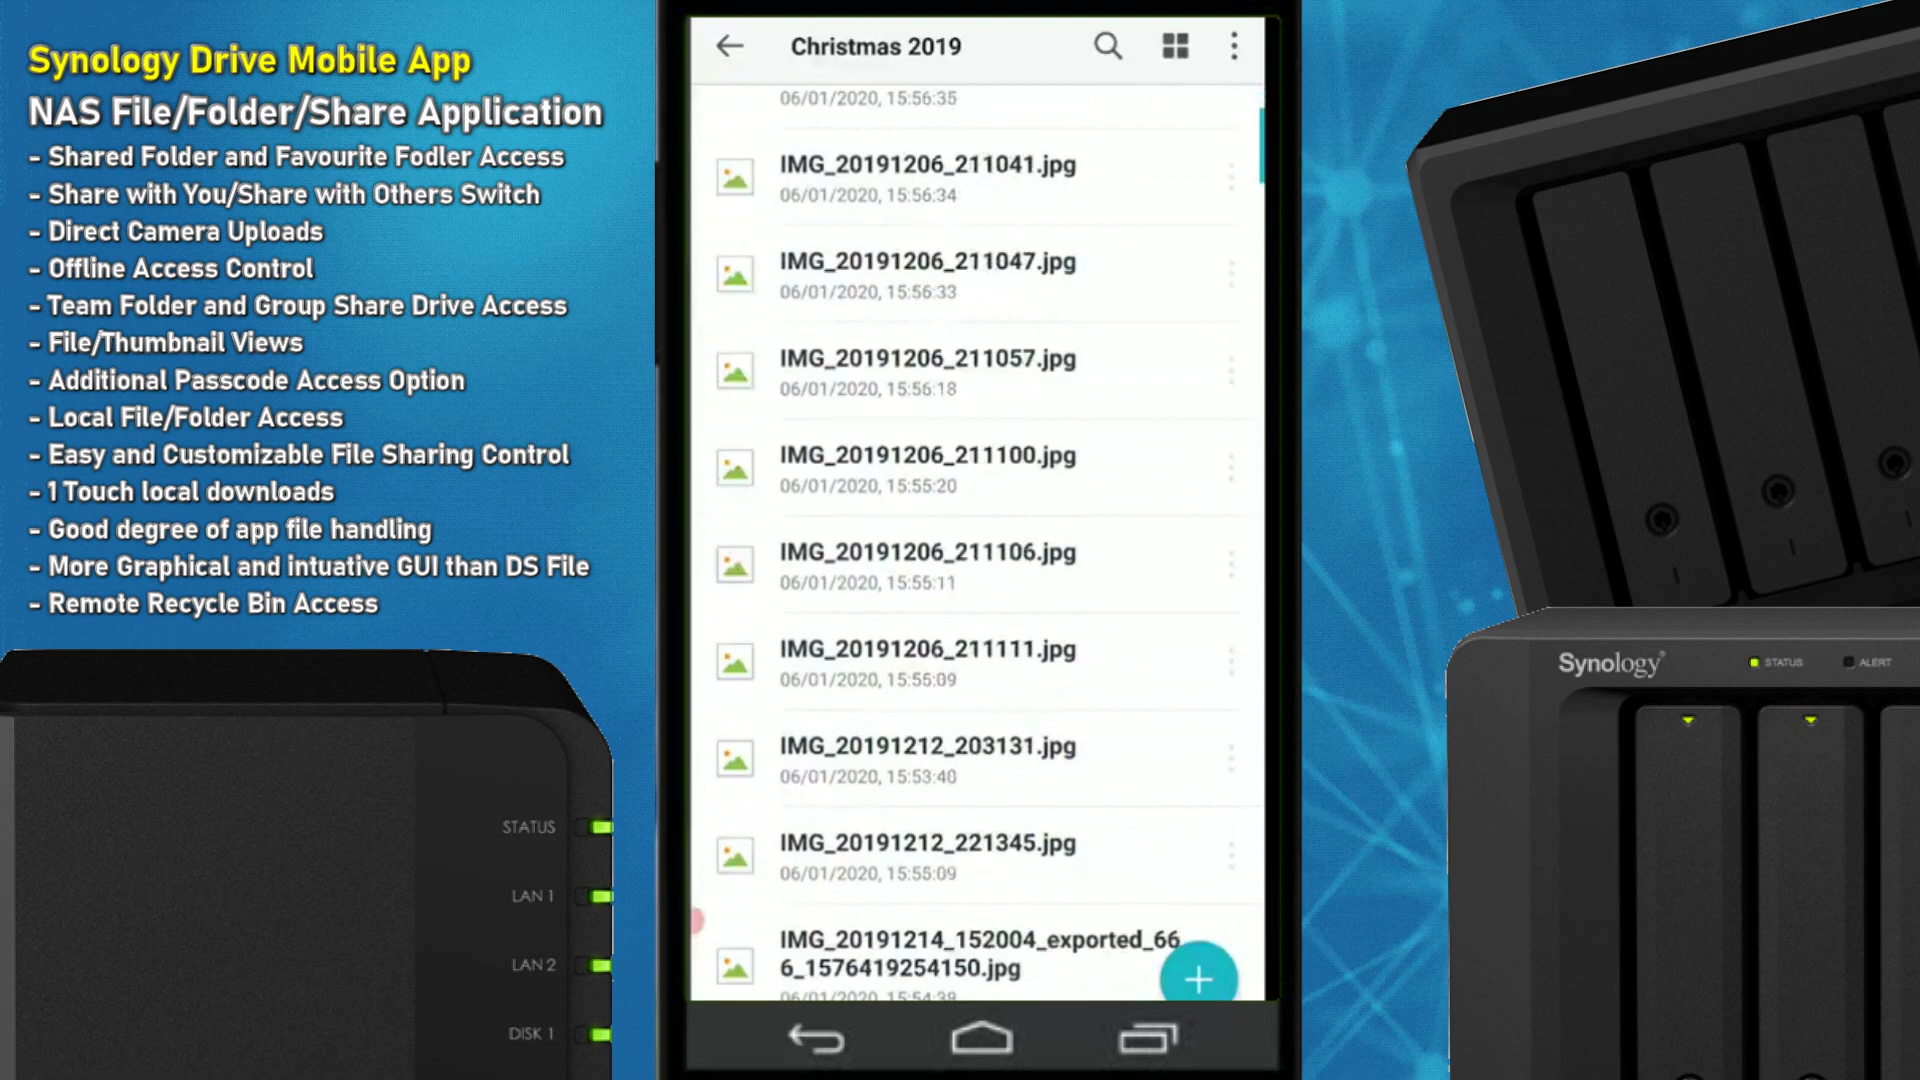 Synology Drive Mobile App
NAS File/Folder/Share Application
- Shared Folder and Favourite Fodler Access
- Share with You/Share with Others Switch
- Direct Camera Uploads
- Offline Access Control
- Team Folder and Group Share Drive Access
- File/Thumbnail Views
- Additional Passcode Access Option
- Local File/Folder Access
- Easy and Customizable File Sharing Control
- 1 Touch local downloads
- Good degree of app file handling
- More Graphical and intuative GUI than DS File
- Remote Recycle Bin Access
STATUS
LAN 1
LAN 2
DISK 1
Christmas 2019
06/01/2020, 15:56:35
IMG_20191206_211041.jpg
06/01/2020, 15:56:34
IMG_20191206_211047.jpg
06/01/2020, 15:56:33
IMG_20191206_211057.jpg
06/01/2020, 15:56:18
IMG_20191206_211100.jpg
06/01/2020, 15:55:20
IMG_20191206_211106.jpg
06/01/2020, 15:55:11
IMG_20191206_211111.jpg
06/01/2020, 15:55:09
IMG_20191212_203131.jpg
06/01/2020, 15:53:40
IMG_20191212_221345.jpg
06/01/2020, 15:55:09
IMG_20191214_152004_exported_66
6_1576419254150.jpg
06/01/2020, 15:54:38
Synology®
STATUS
ALERT